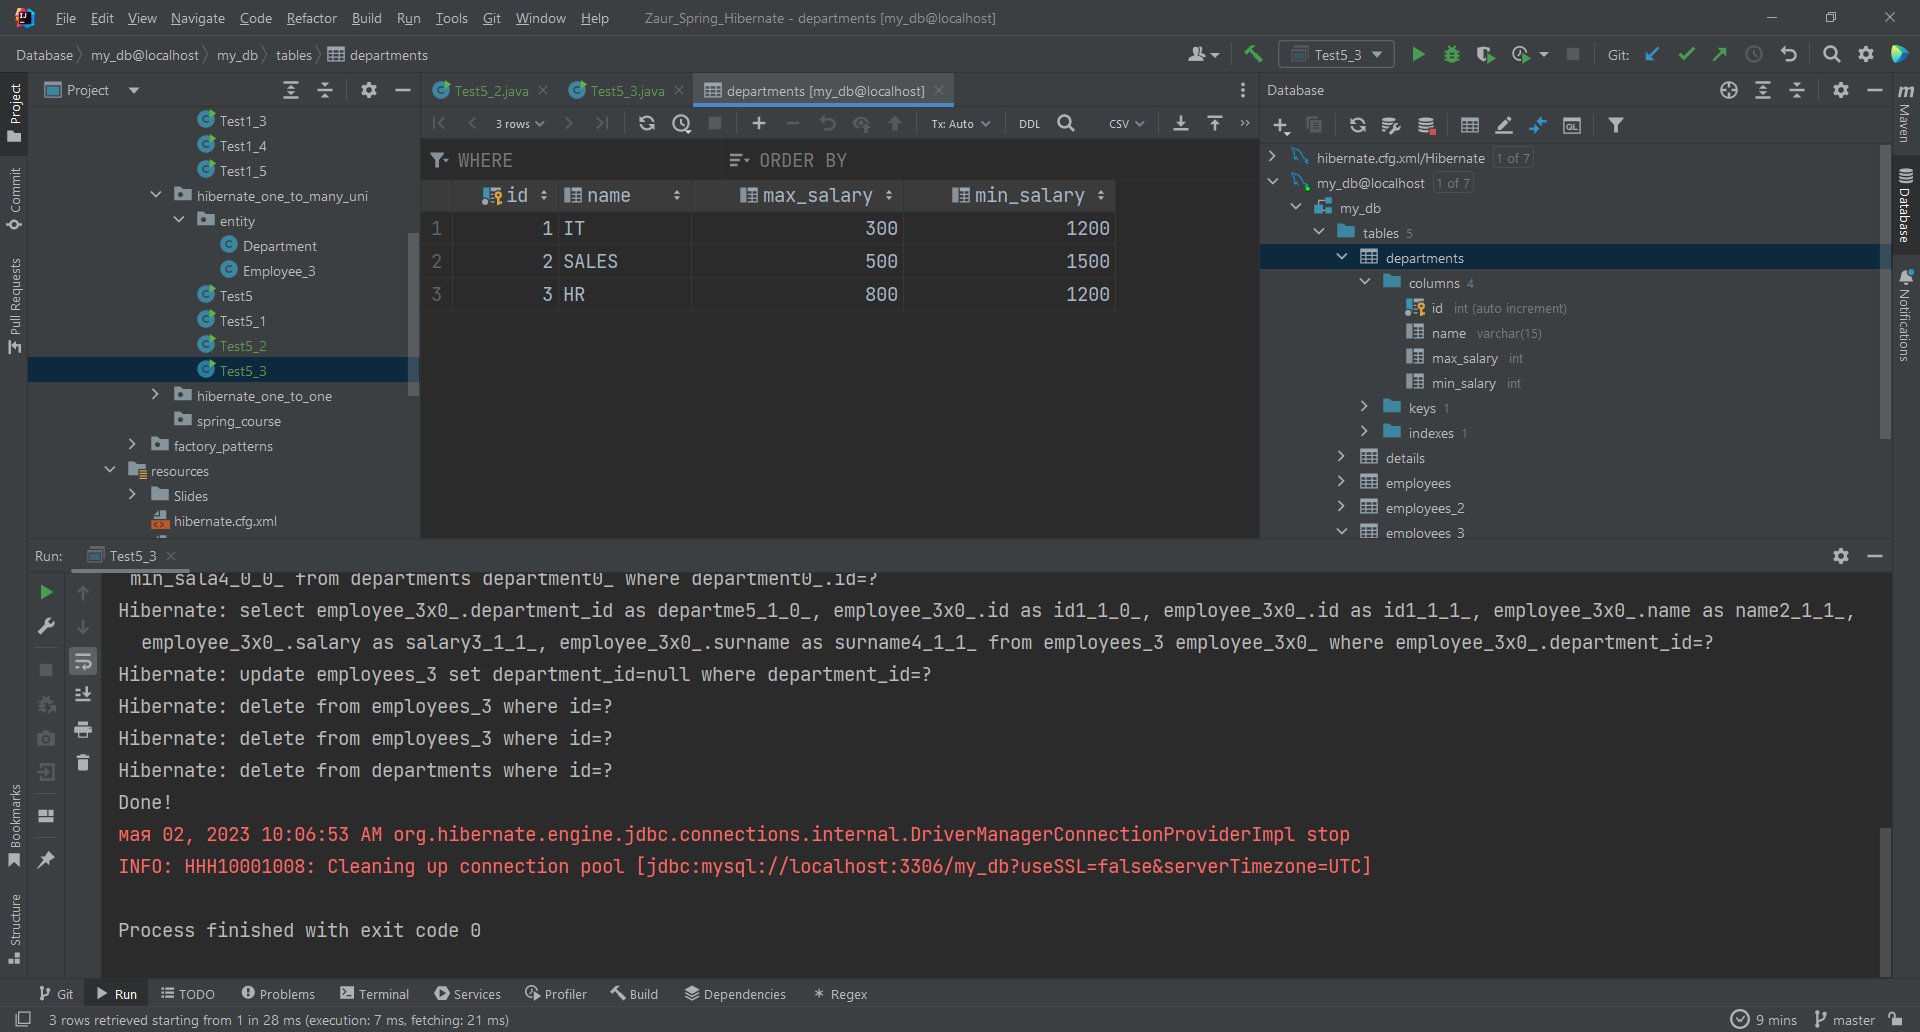 File Edit View Navigate Code Refactor Build Run Tools Git Window Help Zaur_Spring_Hibernate - departments [my_db@localhost]
Database my_db@localhost my_db tables departments Test5_3 Git:
Project
Test1_3
Test1_4
Test1_5
hibernate_one_to_many_uni
entity
Department
Employee_3
Test5
Test5_1
Test5_2
Test5_3
hibernate_one_to_one
spring_course
factory_patterns
resources
Slides
hibernate.cfg.xml
Test5_2.java Test5_3.java departments [my_db@localhost]
3 rows Tx: Auto DDL CSV
WHERE ORDER BY
id name max_salary min_salary
1 1 IT 300 1200
2 2 SALES 500 1500
3 3 HR 800 1200
Database
hibernate.cfg.xml/Hibernate 1 of 7
my_db@localhost 1 of 7
my_db
tables 5
departments
columns 4
id int (auto increment)
name varchar(15)
max_salary int
min_salary int
keys 1
indexes 1
details
employees
employees_2
employees_3
Project
Commit
Pull Requests
Bookmarks
Structure
m Maven
Database
Notifications
Run: Test5_3
min_sala4_0_0_ from departments department0_ where department0_.id=?
Hibernate: select employee_3x0_.department_id as departme5_1_0_, employee_3x0_.id as id1_1_0_, employee_3x0_.id as id1_1_1_, employee_3x0_.name as name2_1_1_,
employee_3x0_.salary as salary3_1_1_, employee_3x0_.surname as surname4_1_1_ from employees_3 employee_3x0_ where employee_3x0_.department_id=?
Hibernate: update employees_3 set department_id=null where department_id=?
Hibernate: delete from employees_3 where id=?
Hibernate: delete from employees_3 where id=?
Hibernate: delete from departments where id=?
Done!
мая 02, 2023 10:06:53 AM org.hibernate.engine.jdbc.connections.internal.DriverManagerConnectionProviderImpl stop
INFO: HHH10001008: Cleaning up connection pool [jdbc:mysql://localhost:3306/my_db?useSSL=false&serverTimezone=UTC]
Process finished with exit code 0
Git Run TODO Problems Terminal Services Profiler Build Dependencies Regex
3 rows retrieved starting from 1 in 28 ms (execution: 7 ms, fetching: 21 ms) 9 mins master